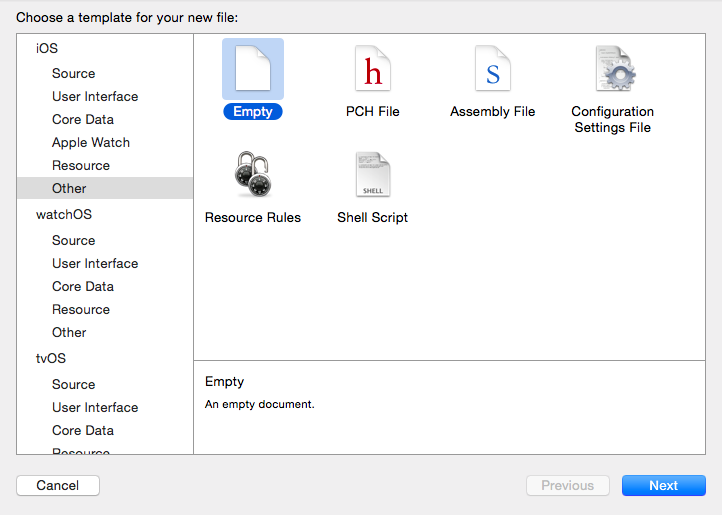 Choose a template for your new file:
iOS
Source
User Interface
Core Data
Apple Watch
Resource
Other
watchOS
Source
User Interface
Core Data
Resource
Other
tvOS
Source
User Interface
Core Data
Resource
h
S
Empty
PCH File
Assembly File
Configuration
Settings File
SHELL
Resource Rules
Shell Script
Empty
An empty document.
Cancel
Previous
Next